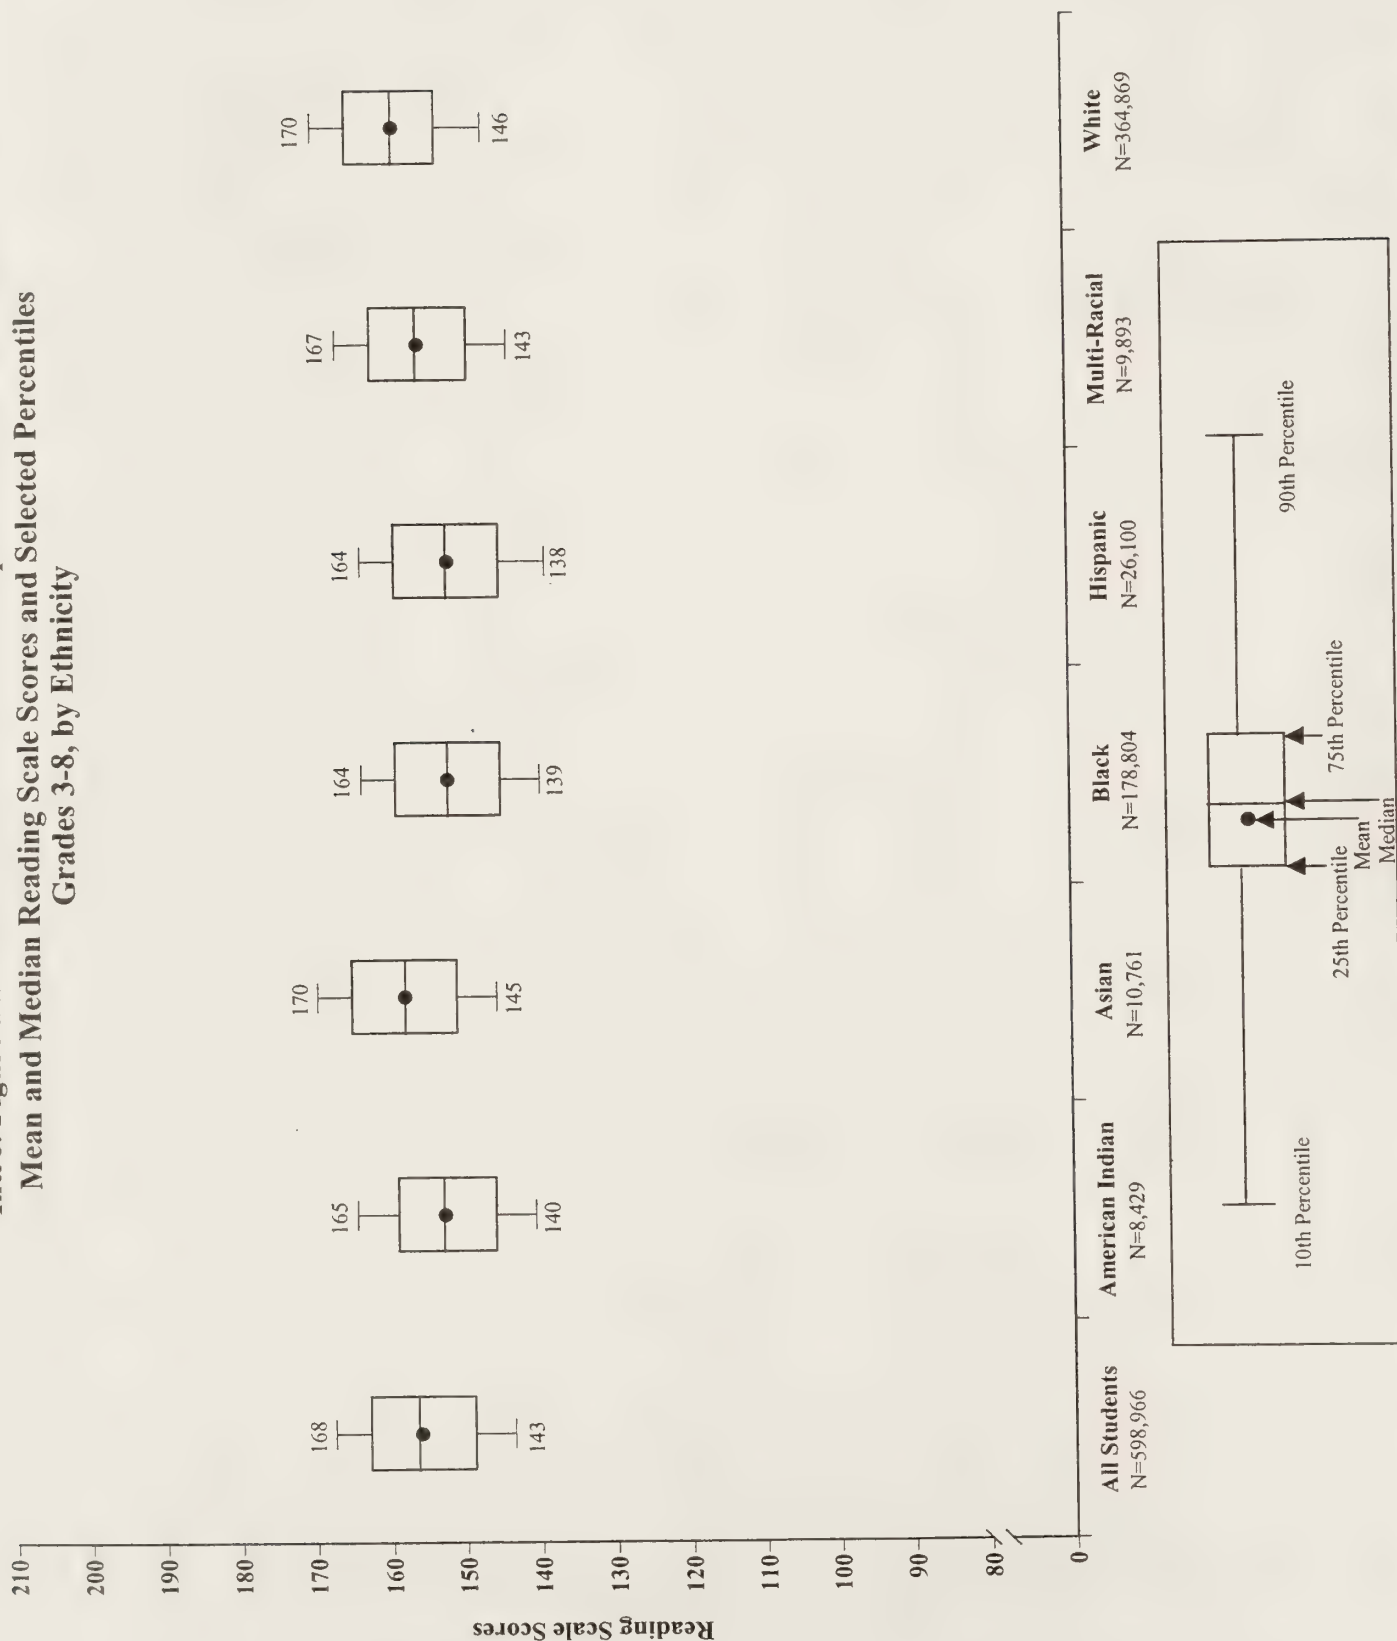 Mean and Median Reading Scale Scores and Selected Percentiles
Grades 3-8, by Ethnicity
Reading Scale Scores
210
200
190
180
170
160
150
140
130
120
110
100
90
80
0
168
143
165
140
170
145
164
139
164
138
167
143
170
146
All Students
N=598,966
American Indian
N=8,429
Asian
N=10,761
Black
N=178,804
Hispanic
N=26,100
Multi-Racial
N=9,893
White
N=364,869
10th Percentile
25th Percentile
Mean
Median
75th Percentile
90th Percentile